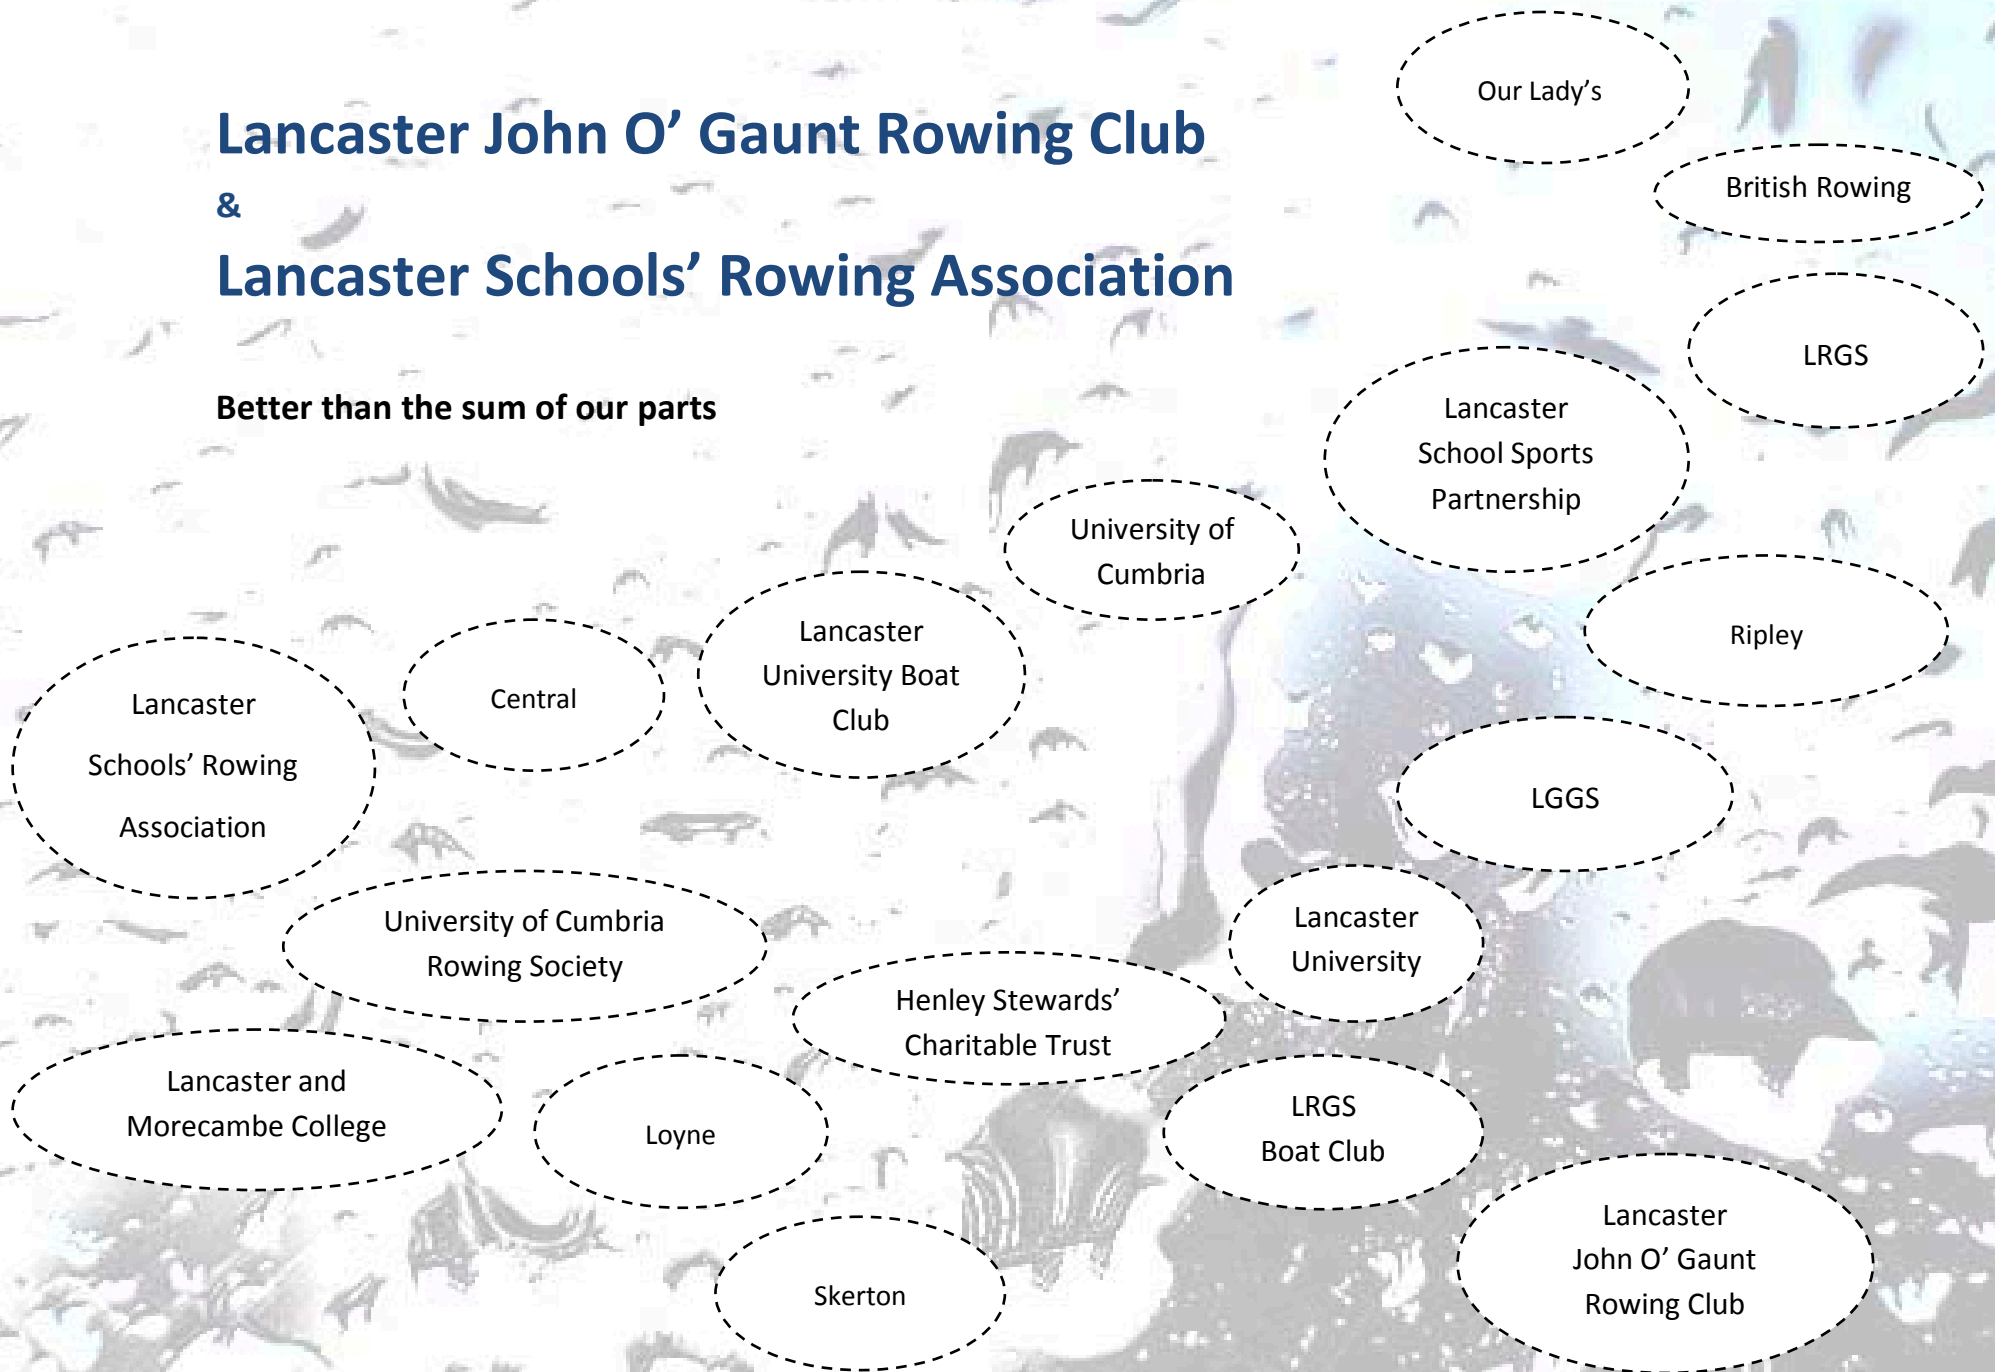 Lancaster John O’ Gaunt Rowing Club
&
Lancaster Schools’ Rowing Association
Better than the sum of our parts
Our Lady’s
British Rowing
LRGS
Lancaster
School Sports
Partnership
University of
Cumbria
Ripley
Lancaster
University Boat
Club
Central
Lancaster
Schools’ Rowing
Association
LGGS
University of Cumbria
Rowing Society
Lancaster
University
Henley Stewards’
Charitable Trust
Lancaster and
Morecambe College
Loyne
LRGS
Boat Club
Skerton
Lancaster
John O’ Gaunt
Rowing Club